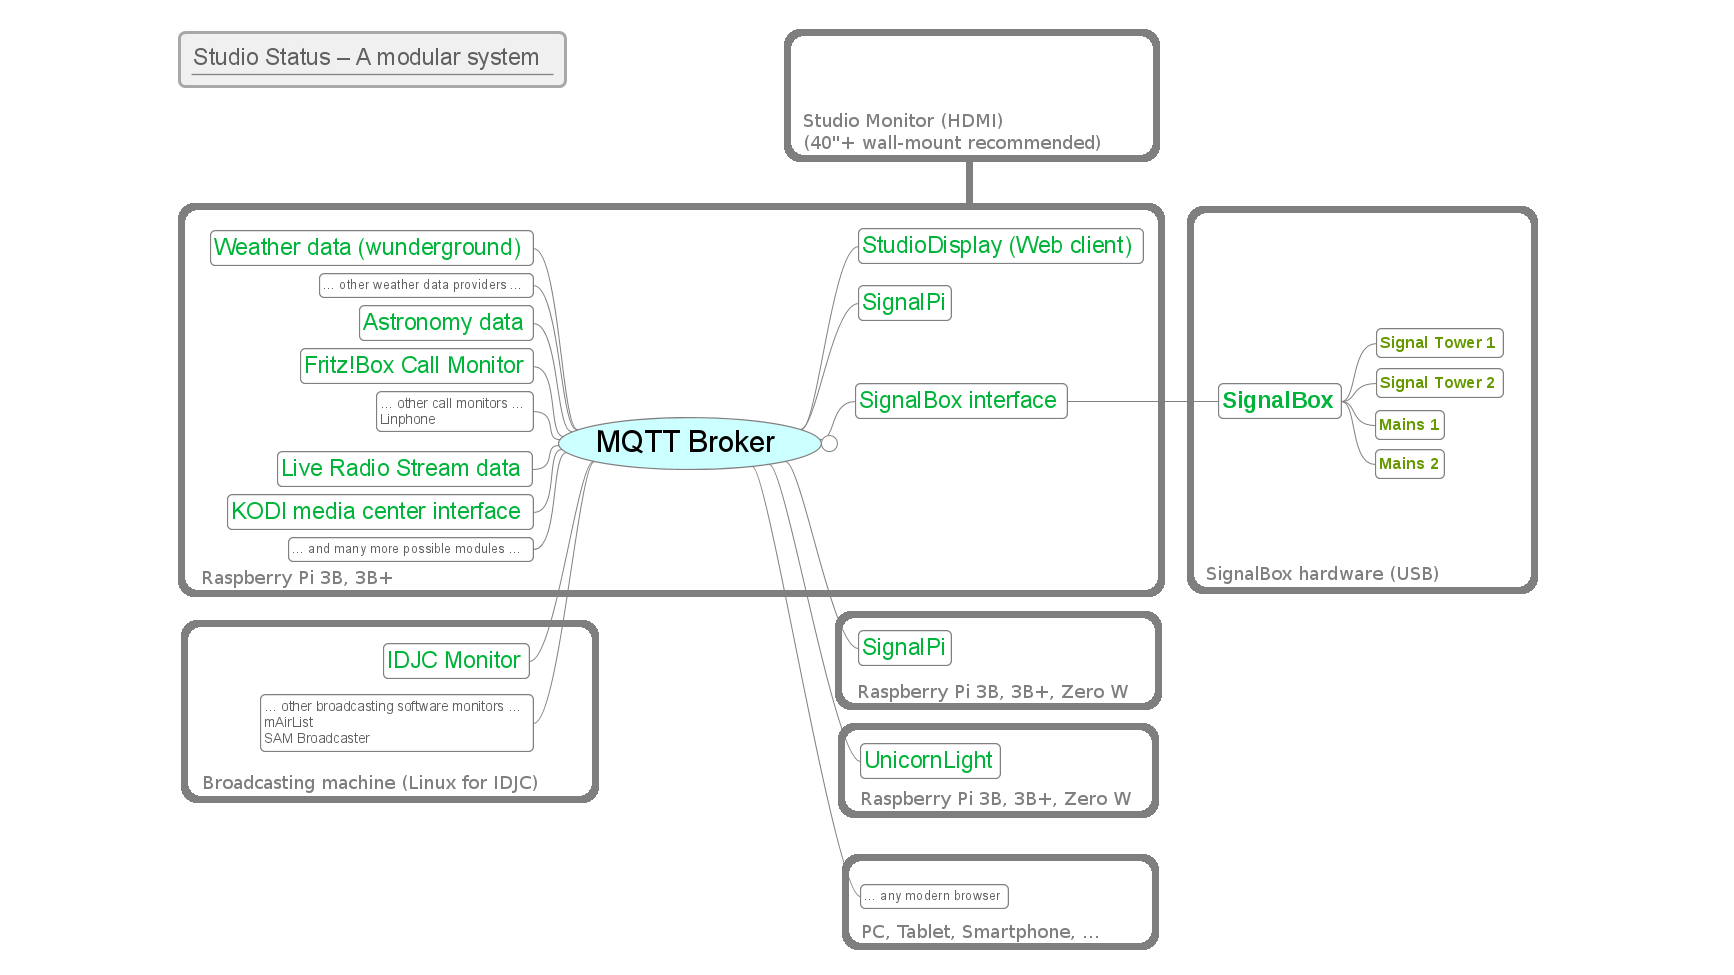 Studio Status – A modular system
Studio Monitor (HDMI)
(40"+ wall-mount recommended)
Weather data (wunderground)
... other weather data providers ...
Astronomy data
Fritz!Box Call Monitor
... other call monitors ...
Linphone
Live Radio Stream data
KODI media center interface
... and many more possible modules ...
Raspberry Pi 3B, 3B+
MQTT Broker
StudioDisplay (Web client)
SignalPi
SignalBox interface
SignalBox
Signal Tower 1
Signal Tower 2
Mains 1
Mains 2
SignalBox hardware (USB)
IDJC Monitor
... other broadcasting software monitors ...
mAirList
SAM Broadcaster
Broadcasting machine (Linux for IDJC)
SignalPi
Raspberry Pi 3B, 3B+, Zero W
UnicornLight
Raspberry Pi 3B, 3B+, Zero W
... any modern browser
PC, Tablet, Smartphone, ...